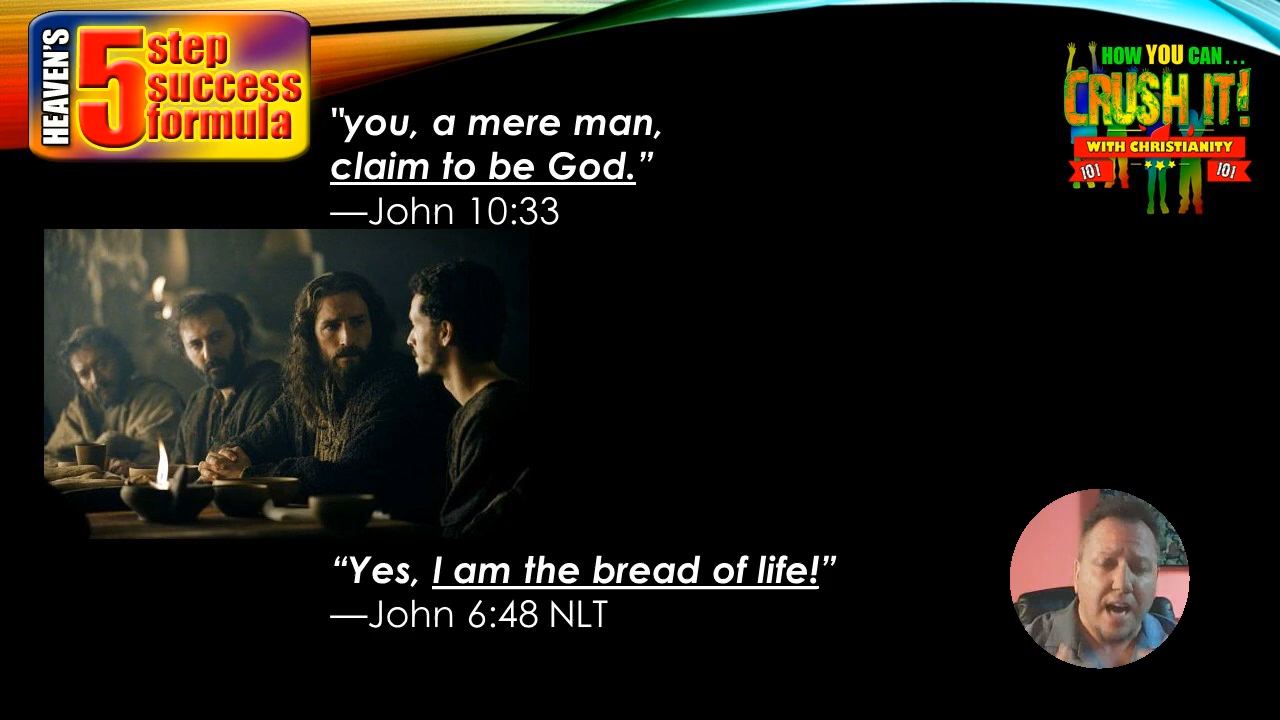 HEAVEN'S
5 step
success
formula
HOW YOU CAN...
CRUSH IT!
WITH CHRISTIANITY
101 101
"you, a mere man,
claim to be God.”
—John 10:33
“Yes, I am the bread of life!”
—John 6:48 NLT